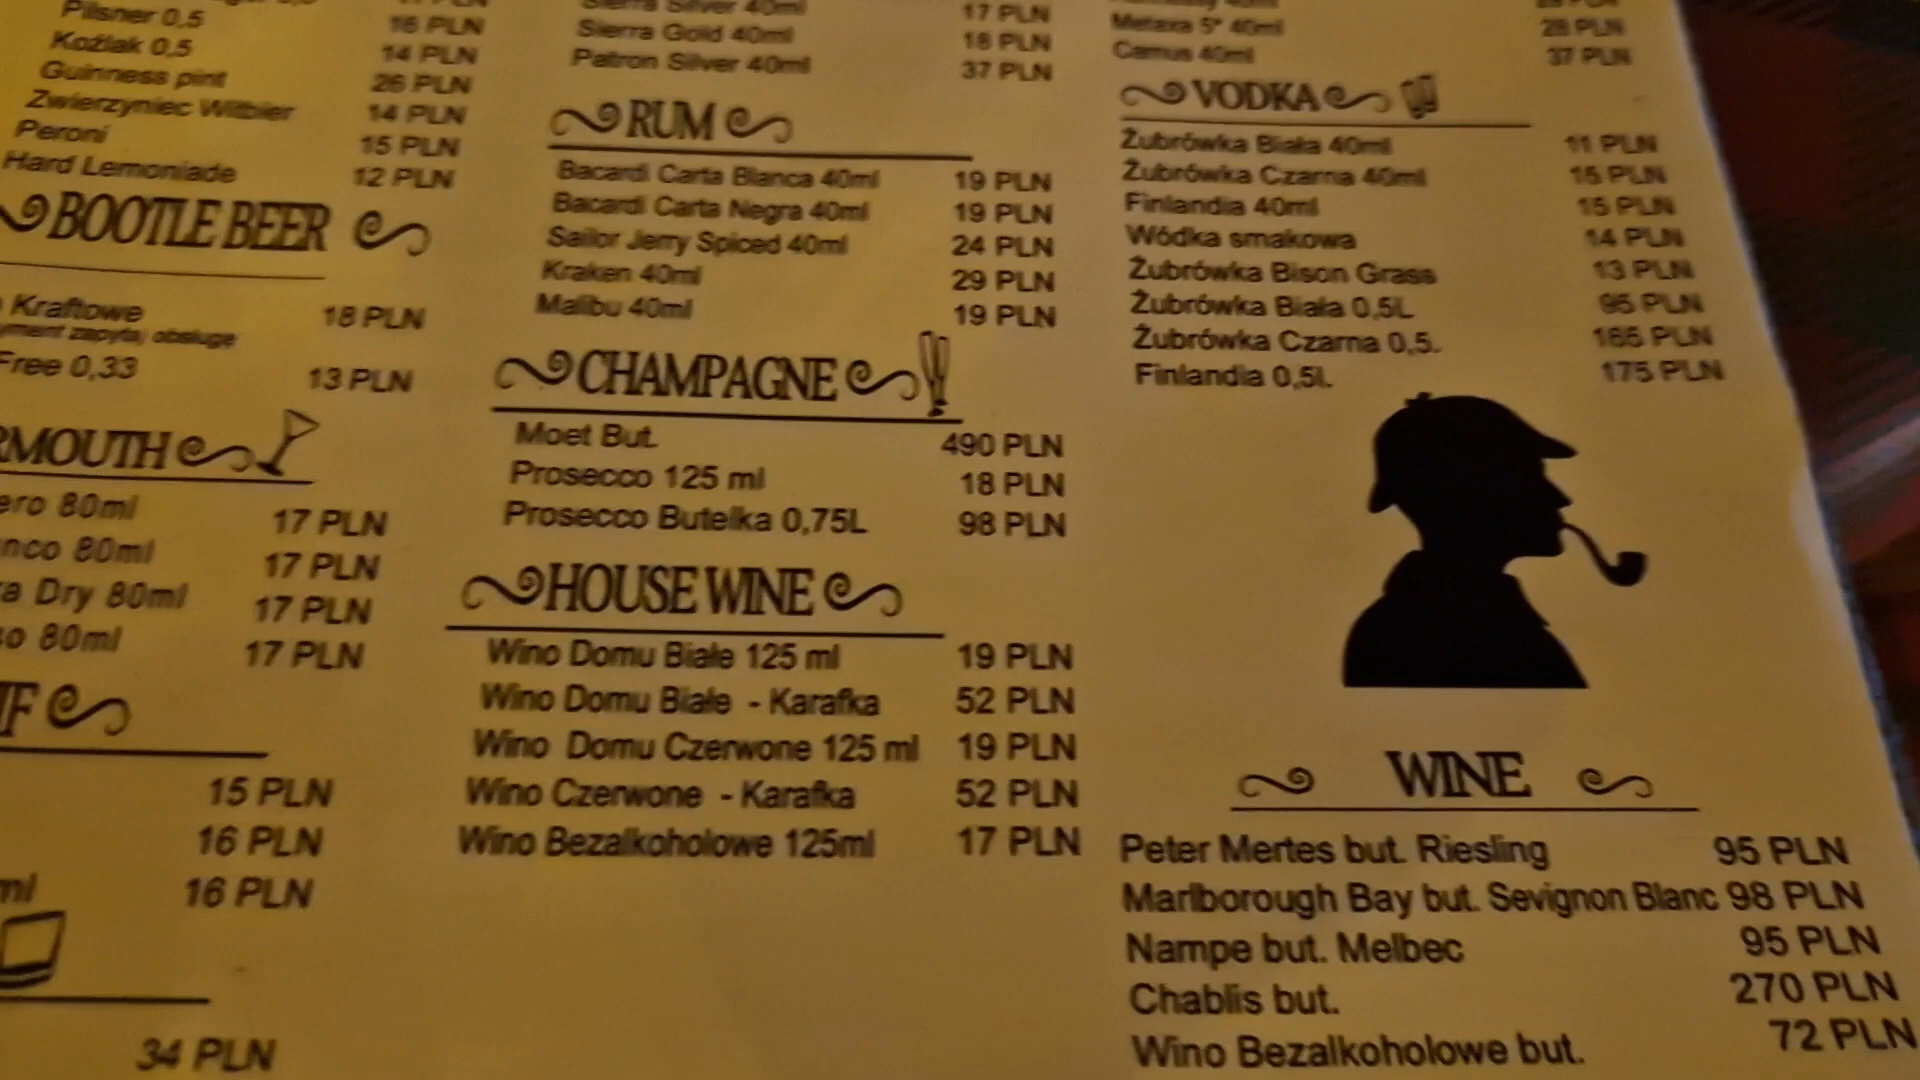 Pilsner 0,5 16 PLN
Koźlak 0,5 14 PLN
Guinness pint 26 PLN
Zwierzyniec Witbier 14 PLN
Peroni 15 PLN
Hard Lemoniade 12 PLN
BOOTLE BEER
Kraftowe 18 PLN
zapytaj obsługę
Free 0,33 13 PLN
RMOUTH
ero 80ml 17 PLN
nco 80ml 17 PLN
a Dry 80ml 17 PLN
so 80ml 17 PLN
IF
15 PLN
16 PLN
ml 16 PLN
34 PLN
Sierra Silver 40ml 17 PLN
Sierra Gold 40ml 18 PLN
Patron Silver 40ml 37 PLN
RUM
Bacardi Carta Blanca 40ml 19 PLN
Bacardi Carta Negra 40ml 19 PLN
Sailor Jerry Spiced 40ml 24 PLN
Kraken 40ml 29 PLN
Malibu 40ml 19 PLN
CHAMPAGNE
Moet But. 490 PLN
Prosecco 125 ml 18 PLN
Prosecco Butelka 0,75L 98 PLN
HOUSE WINE
Wino Domu Białe 125 ml 19 PLN
Wino Domu Białe - Karafka 52 PLN
Wino Domu Czerwone 125 ml 19 PLN
Wino Czerwone - Karafka 52 PLN
Wino Bezalkoholowe 125ml 17 PLN
Metaxa 5* 40ml 28 PLN
Camus 40ml 37 PLN
VODKA
Żubrówka Biała 40ml 11 PLN
Żubrówka Czarna 40ml 15 PLN
Finlandia 40ml 15 PLN
Wódka smakowa 14 PLN
Żubrówka Bison Grass 13 PLN
Żubrówka Biała 0,5L 95 PLN
Żubrówka Czarna 0,5. 165 PLN
Finlandia 0,5l. 175 PLN
WINE
Peter Mertes but. Riesling 95 PLN
Marlborough Bay but. Sevignon Blanc 98 PLN
Nampe but. Melbec 95 PLN
Chablis but. 270 PLN
Wino Bezalkoholowe but. 72 PLN